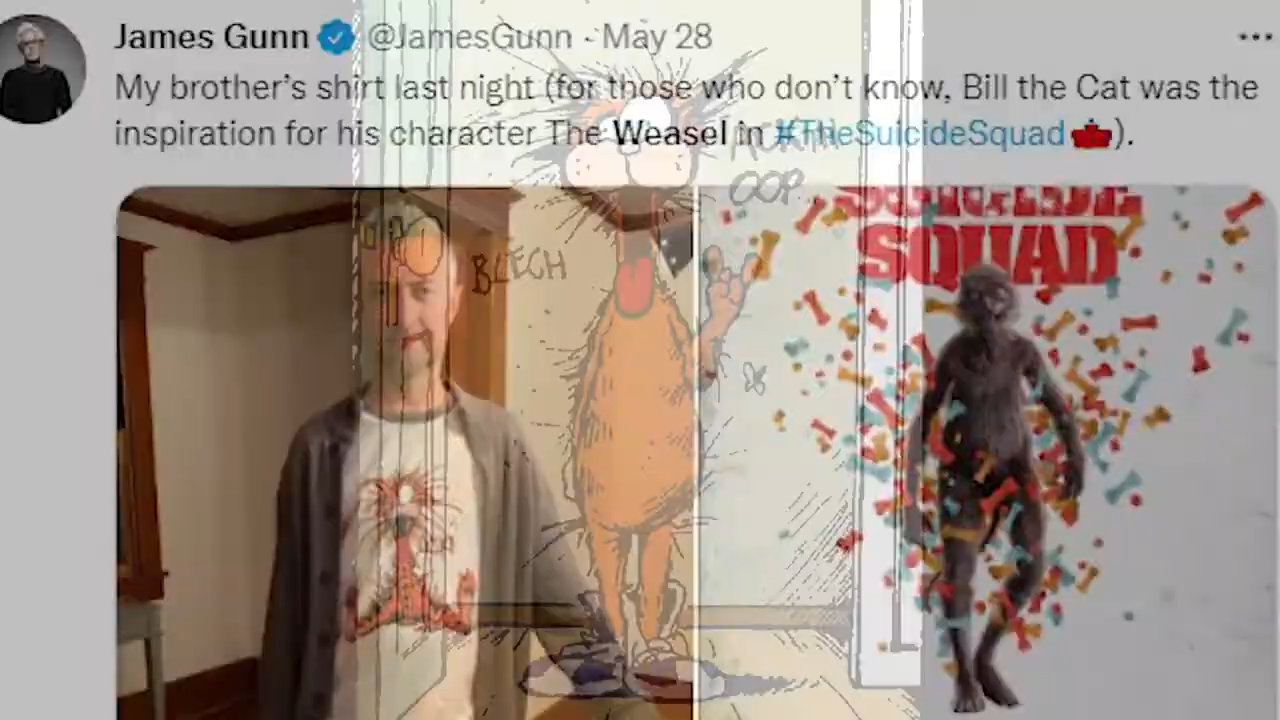 James Gunn @JamesGunn · May 28
My brother's shirt last night (for those who don't know, Bill the Cat was the
inspiration for his character The Weasel in #TheSuicideSquad ).
OOP.
BLECH
SUICIDE
SQUAD